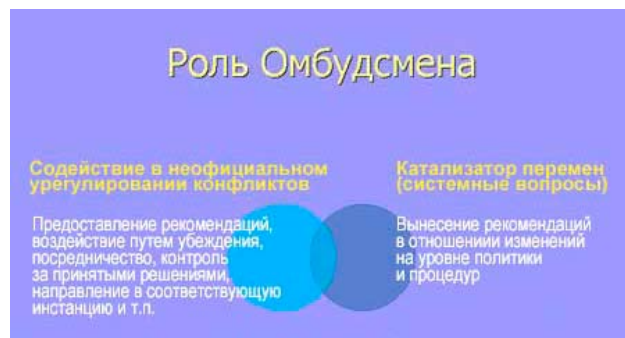 Роль Омбудсмена
Содействие в неофициальном
урегулировании конфликтов
Предоставление рекомендаций,
воздействие путем убеждения,
посредничество, контроль
за принятыми решениями,
направление в соответствующую
инстанцию и т.п.
Катализатор перемен
(системные вопросы)
Вынесение рекомендаций
в отношениии изменений
на уровне политики
и процедур